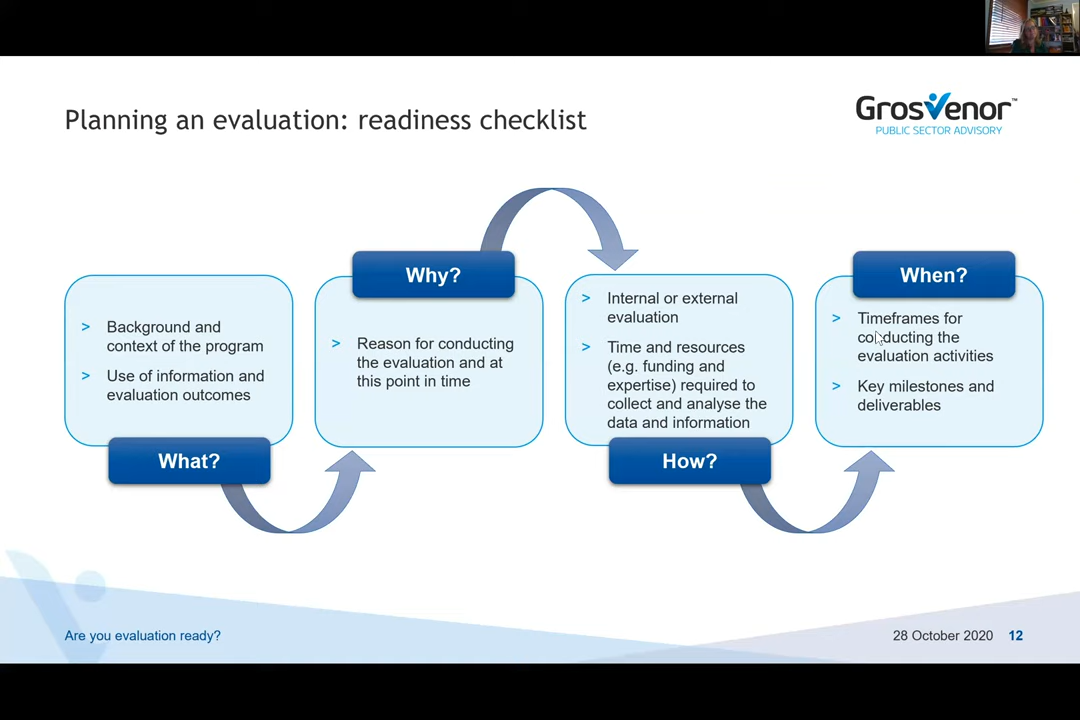 Planning an evaluation: readiness checklist
GrosVenor™
PUBLIC SECTOR ADVISORY
> Background and
context of the program
> Use of information and
evaluation outcomes
What?
Why?
> Reason for conducting
the evaluation and at
this point in time
> Internal or external
evaluation
> Time and resources
(e.g. funding and
expertise) required to
collect and analyse the
data and information
How?
When?
> Timeframes for
conducting the
evaluation activities
> Key milestones and
deliverables
Are you evaluation ready?
28 October 2020 12